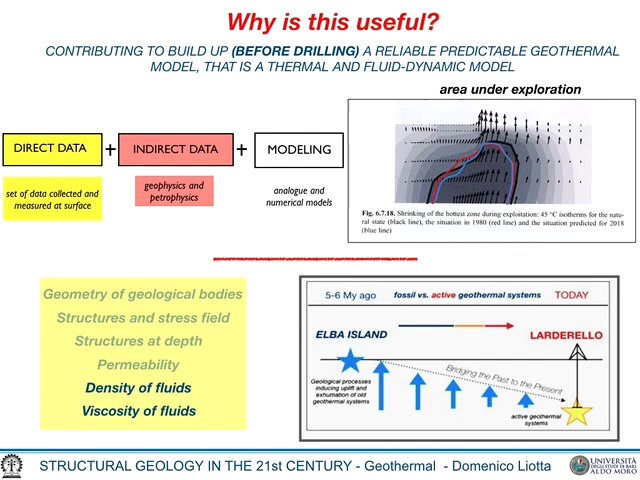 Why is this useful?
CONTRIBUTING TO BUILD UP (BEFORE DRILLING) A RELIABLE PREDICTABLE GEOTHERMAL
MODEL, THAT IS A THERMAL AND FLUID-DYNAMIC MODEL
area under exploration
DIRECT DATA + INDIRECT DATA + MODELING
set of data collected and
measured at surface
geophysics and
petrophysics
analogue and
numerical models
Fig. 6.7.18. Shrinking of the hottest zone during exploitation: 45 °C isotherms for the natu-
ral state (black line), the situation in 1980 (red line) and the situation predicted for 2018
(blue line)
Geometry of geological bodies
Structures and stress field
Structures at depth
Permeability
Density of fluids
Viscosity of fluids
5-6 My ago fossil vs. active geothermal systems TODAY
ELBA ISLAND
LARDERELLO
Geological processes
inducing uplift and
exhumation of old
geothermal systems
Bridging the Past to the Present
active geothermal
systems
STRUCTURAL GEOLOGY IN THE 21st CENTURY - Geothermal - Domenico Liotta
UNIVERSITÀ
DEGLI STUDI DI BARI
ALDO MORO